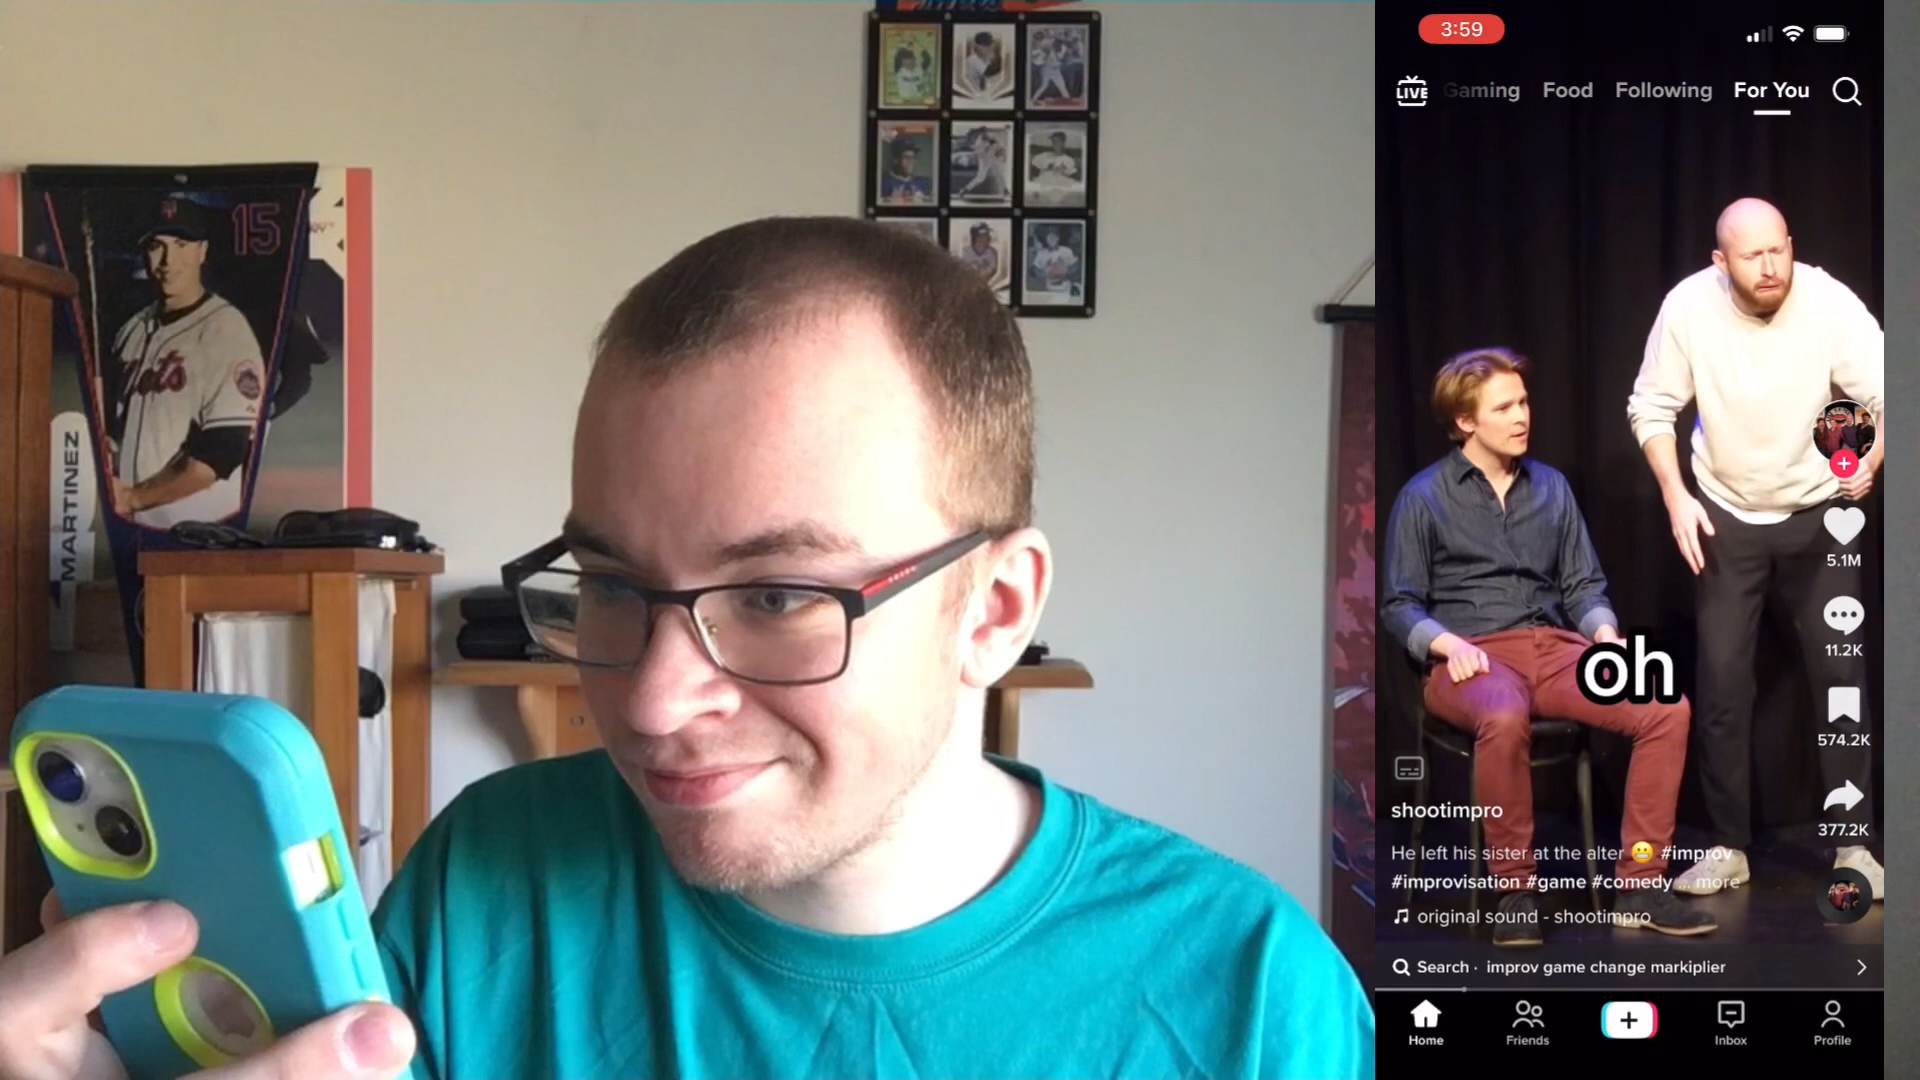 15
Mets
MARTINEZ
3:59
LIVE Gaming Food Following For You
oh
5.1M
11.2K
574.2K
377.2K
shootimpro
He left his sister at the alter 😬 #improv
#improvisation #game #comedy ... more
original sound - shootimpro
Search · improv game change markiplier
Home Friends Inbox Profile